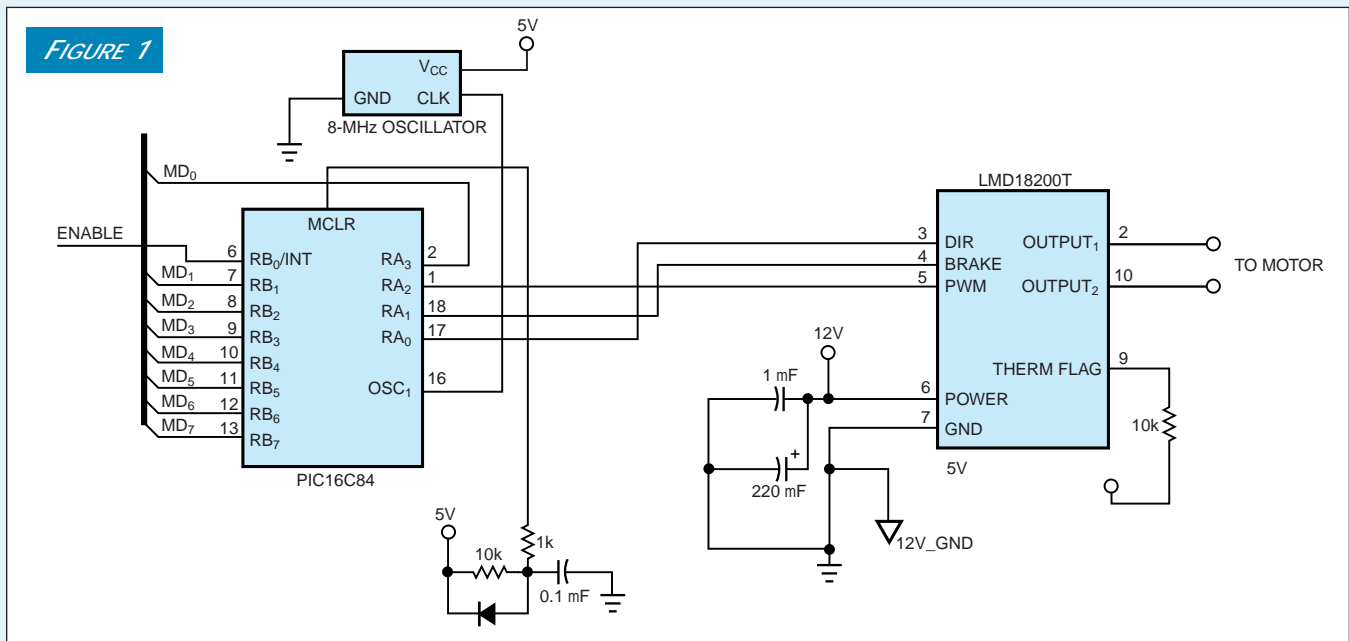 FIGURE 1
5V
VCC
GND CLK
8-MHz OSCILLATOR
MD0
ENABLE
MCLR
6 RB0/INT RA3 2
MD1 7 RB1 RA2 1
MD2 8 RB2 RA1 18
MD3 9 RB3 RA0 17
MD4 10 RB4
MD5 11 RB5 OSC1 16
MD6 12 RB6
MD7 13 RB7
PIC16C84
5V
10k
1k
0.1 mF
LMD18200T
3 DIR OUTPUT1 2
4 BRAKE
5 PWM OUTPUT2 10
TO MOTOR
12V
1 mF
THERM FLAG 9
6 POWER
7 GND
10k
220 mF
+
5V
12V_GND